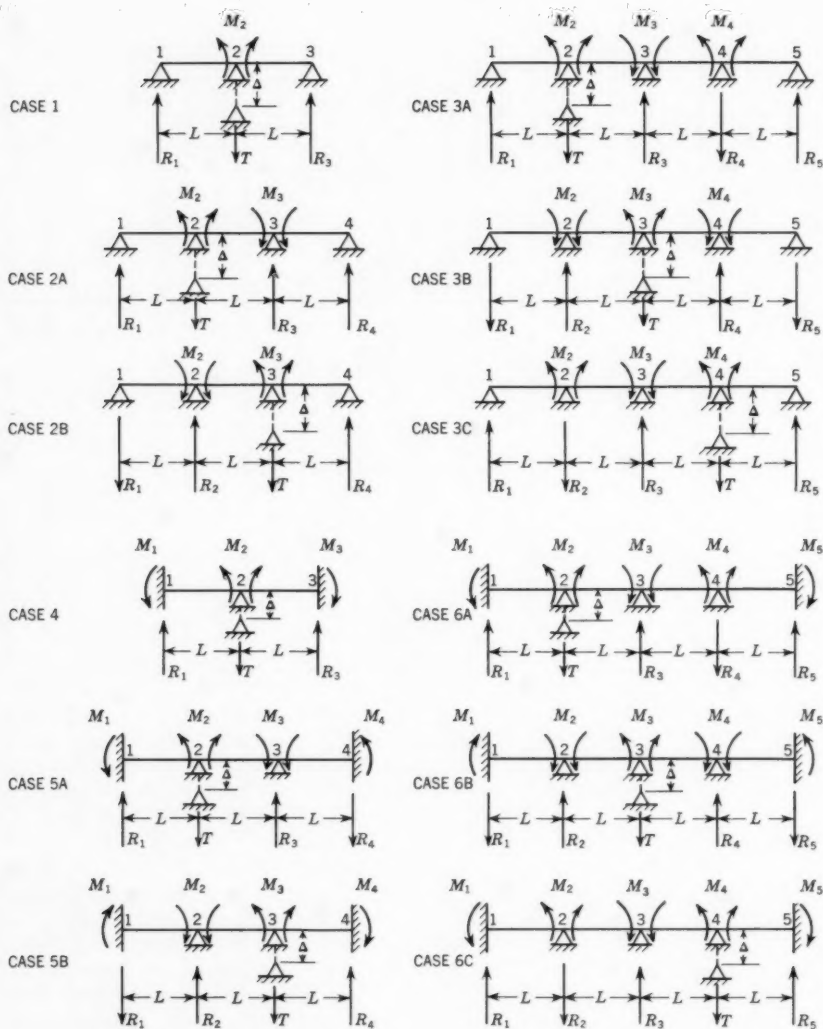 M₂
1 2 3
Δ
CASE 1
L L
R₁ T R₃
M₂ M₃ M₄
1 2 3 4 5
Δ
CASE 3A
L L L L
R₁ T R₃ R₄ R₅
M₂ M₃
1 2 3 4
Δ
CASE 2A
L L L
R₁ T R₃ R₄
M₂ M₃ M₄
1 2 3 4 5
Δ
CASE 3B
L L L L
R₁ R₂ T R₄ R₅
M₂ M₃
1 2 3 4
Δ
CASE 2B
L L L
R₁ R₂ T R₄
M₂ M₃ M₄
1 2 3 4 5
Δ
CASE 3C
L L L L
R₁ R₂ R₃ T R₅
M₁ M₂ M₃
1 2 3
Δ
CASE 4
L L
R₁ T R₃
M₁ M₂ M₃ M₄ M₅
1 2 3 4 5
Δ
CASE 6A
L L L L
R₁ T R₃ R₄ R₅
M₁ M₂ M₃ M₄
1 2 3 4
Δ
CASE 5A
L L L
R₁ T R₃ R₄
M₁ M₂ M₃ M₄ M₅
1 2 3 4 5
Δ
CASE 6B
L L L L
R₁ R₂ T R₄ R₅
M₁ M₂ M₃ M₄
1 2 3 4
Δ
CASE 5B
L L L
R₁ R₂ T R₄
M₁ M₂ M₃ M₄ M₅
1 2 3 4 5
Δ
CASE 6C
L L L L
R₁ R₂ R₃ T R₅